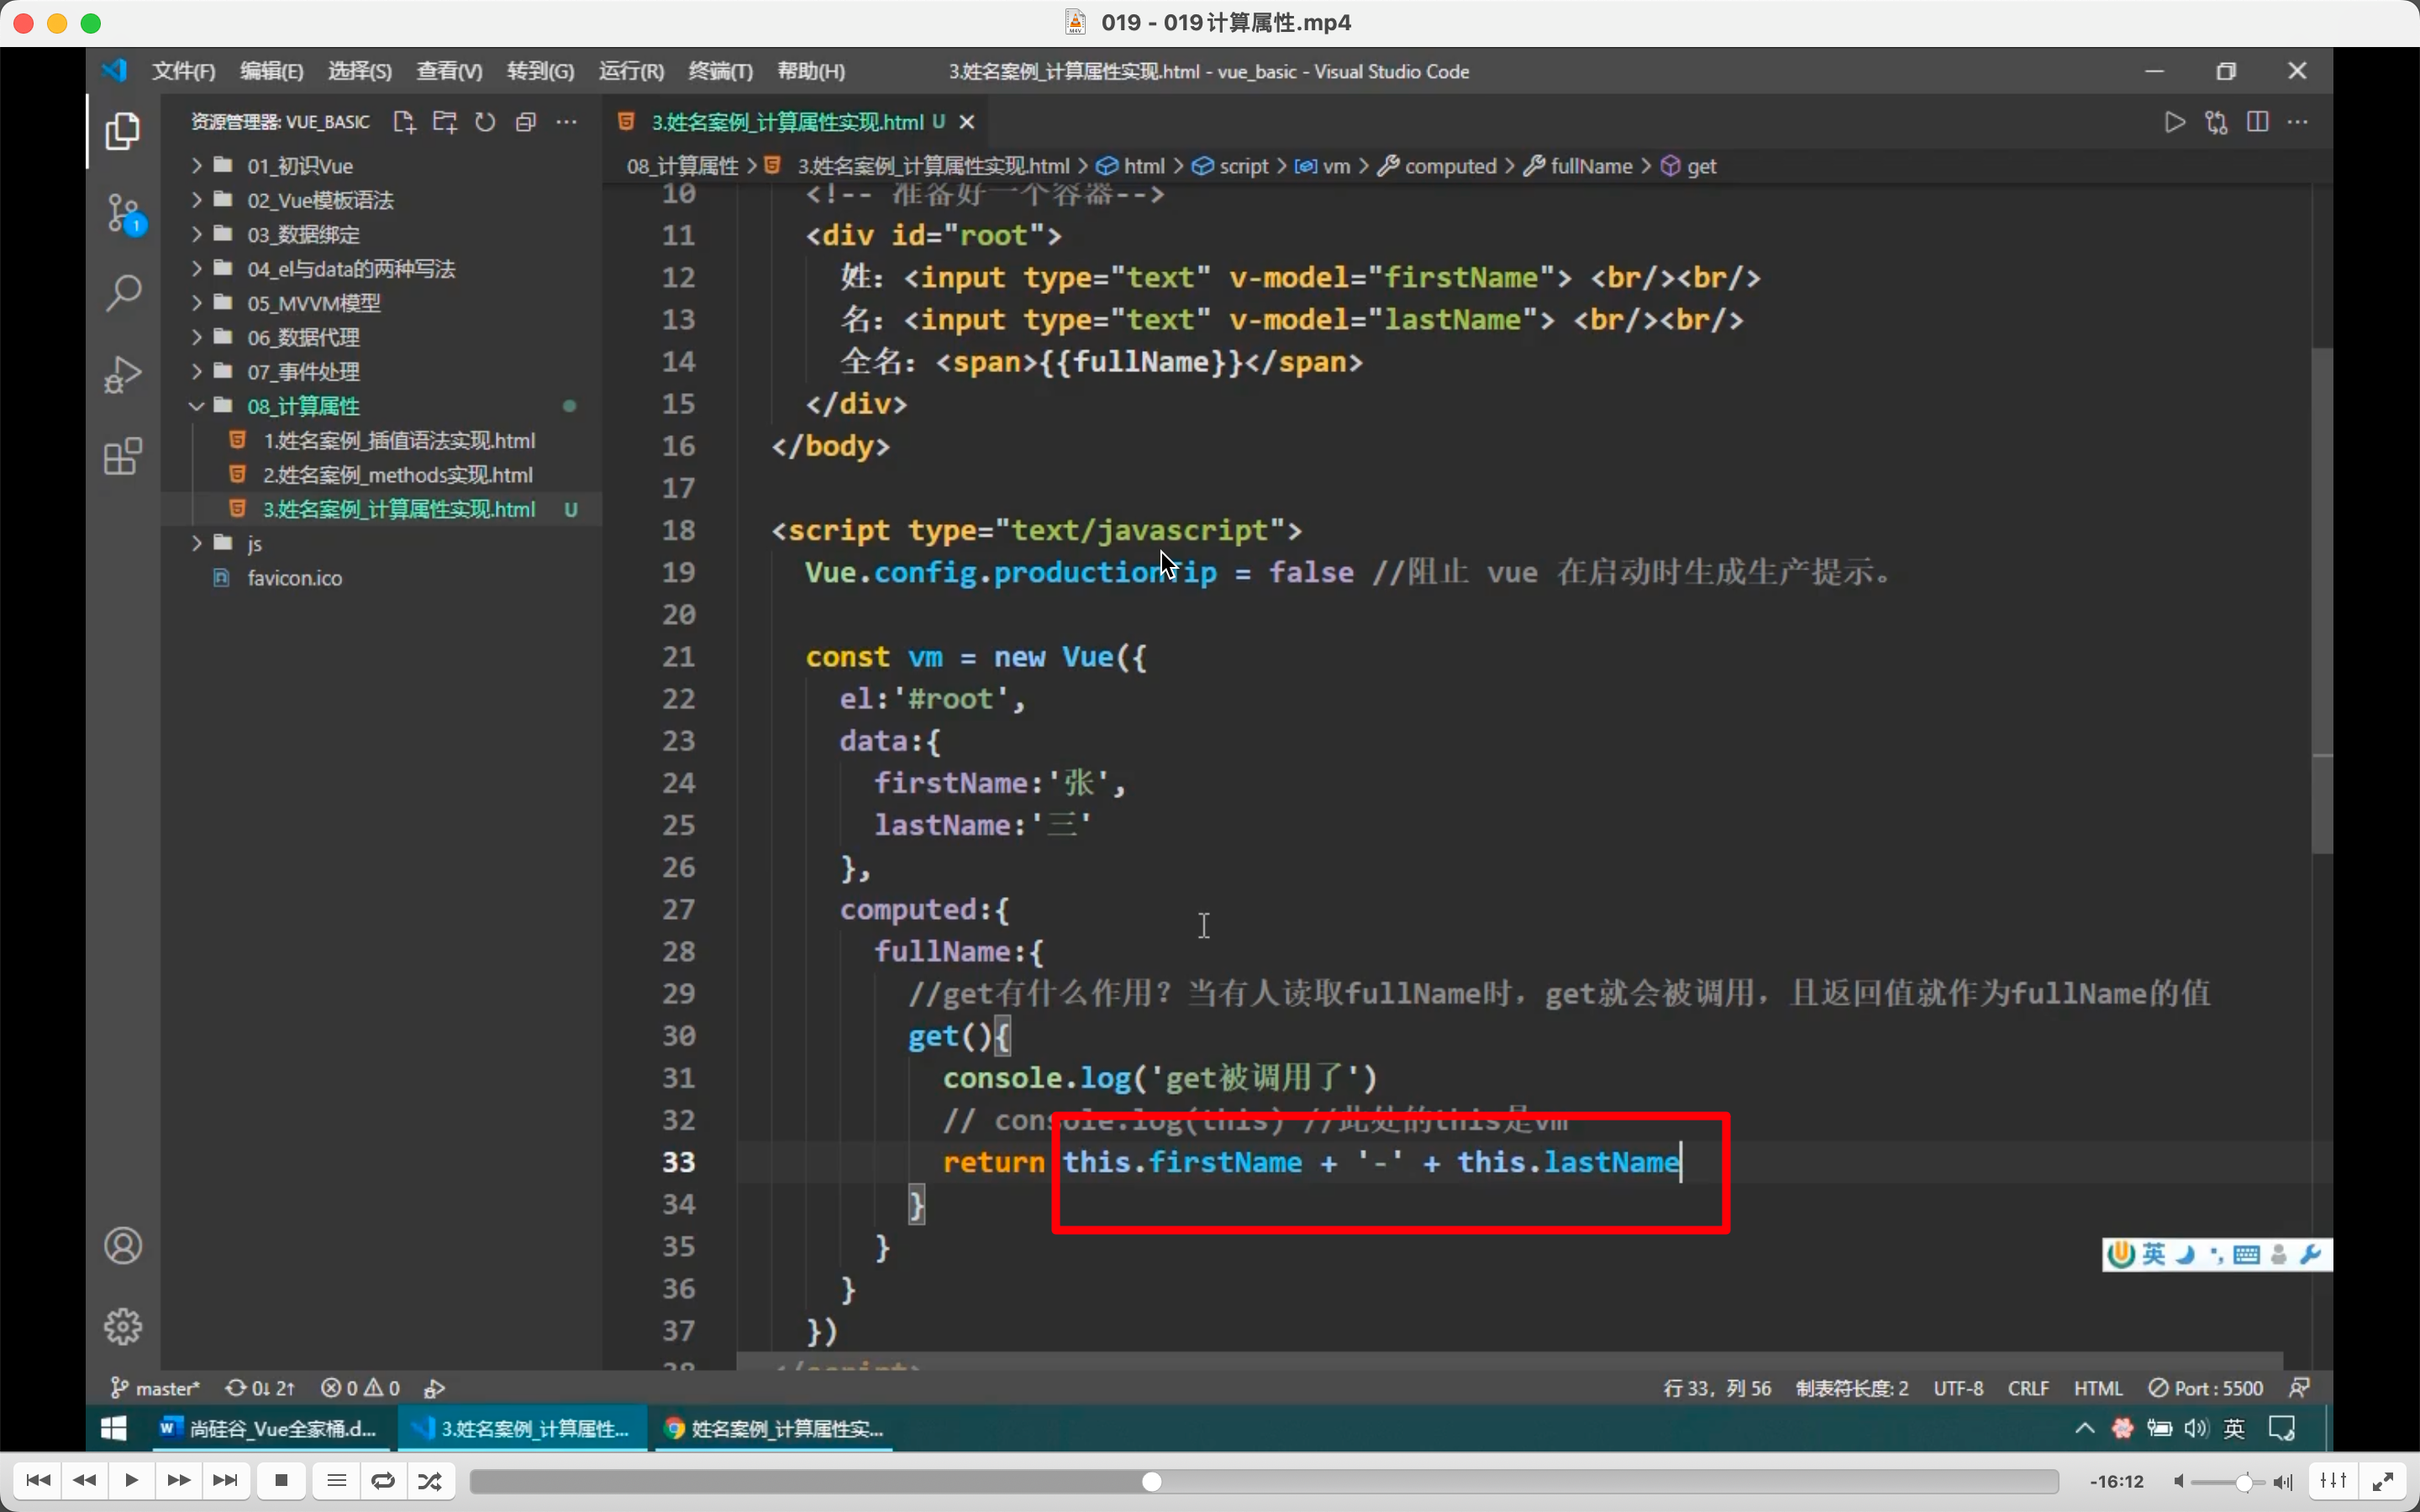 019 - 019计算属性.mp4
文件(F) 编辑(E) 选择(S) 查看(V) 转到(G) 运行(R) 终端(T) 帮助(H)
3.姓名案例_计算属性实现.html - vue_basic - Visual Studio Code
资源管理器: VUE_BASIC
01_初识Vue
02_Vue模板语法
03_数据绑定
04_el与data的两种写法
05_MVVM模型
06_数据代理
07_事件处理
08_计算属性
1.姓名案例_插值语法实现.html
2.姓名案例_methods实现.html
3.姓名案例_计算属性实现.html U
js
favicon.ico
1
3.姓名案例_计算属性实现.html U
08_计算属性 > 3.姓名案例_计算属性实现.html > html > script > vm > computed > fullName > get
10 <!-- 准备好一个容器-->
11 <div id="root">
12 姓：<input type="text" v-model="firstName"> <br/><br/>
13 名：<input type="text" v-model="lastName"> <br/><br/>
14 全名：<span>{{fullName}}</span>
15 </div>
16 </body>
17
18 <script type="text/javascript">
19 Vue.config.productionTip = false //阻止 vue 在启动时生成生产提示。
20
21 const vm = new Vue({
22 el:'#root',
23 data:{
24 firstName:'张',
25 lastName:'三'
26 },
27 computed:{
28 fullName:{
29 //get有什么作用？当有人读取fullName时，get就会被调用，且返回值就作为fullName的值
30 get(){
31 console.log('get被调用了')
32 // console.log(this) //此处的this是vm
33 return this.firstName + '-' + this.lastName
34 }
35 }
36 }
37 })
38 </script>
英
master* 0↓ 2↑ 0 0
行 33，列 56 制表符长度: 2 UTF-8 CRLF HTML Port : 5500
尚硅谷_Vue全家桶.d... 3.姓名案例_计算属性... 姓名案例_计算属性实...
英
-16:12